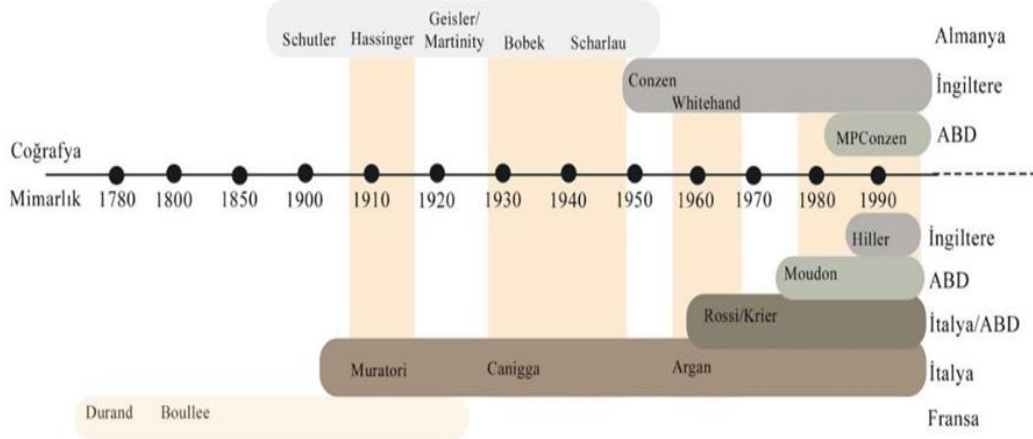 Geisler/
Schutler Hassinger Martinity Bobek Scharlau Almanya
Conzen İngiltere
Whitehand
MPConzen ABD
Coğrafya
Mimarlık 1780 1800 1850 1900 1910 1920 1930 1940 1950 1960 1970 1980 1990
Hiller İngiltere
Moudon ABD
Rossi/Krier İtalya/ABD
Muratori Canigga Argan İtalya
Durand Boullee Fransa